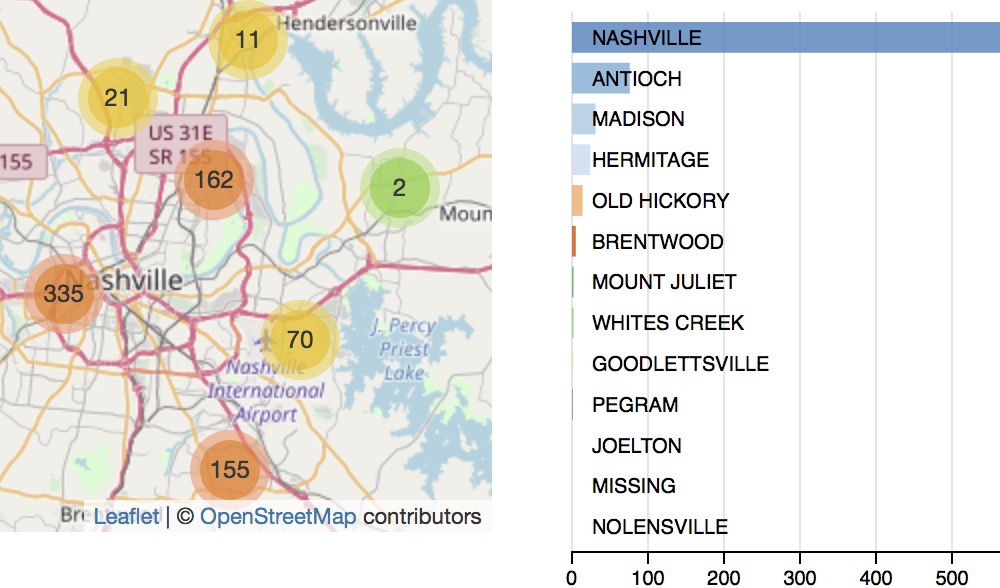 Hendersonville
11
21
US 31E
SR 155
155
162
2
Moun
Nashville
335
70
J. Percy
Priest
Lake
Nashville
International
Airport
155
Leaflet | © OpenStreetMap contributors
NASHVILLE
ANTIOCH
MADISON
HERMITAGE
OLD HICKORY
BRENTWOOD
MOUNT JULIET
WHITES CREEK
GOODLETTSVILLE
PEGRAM
JOELTON
MISSING
NOLENSVILLE
0 100 200 300 400 500